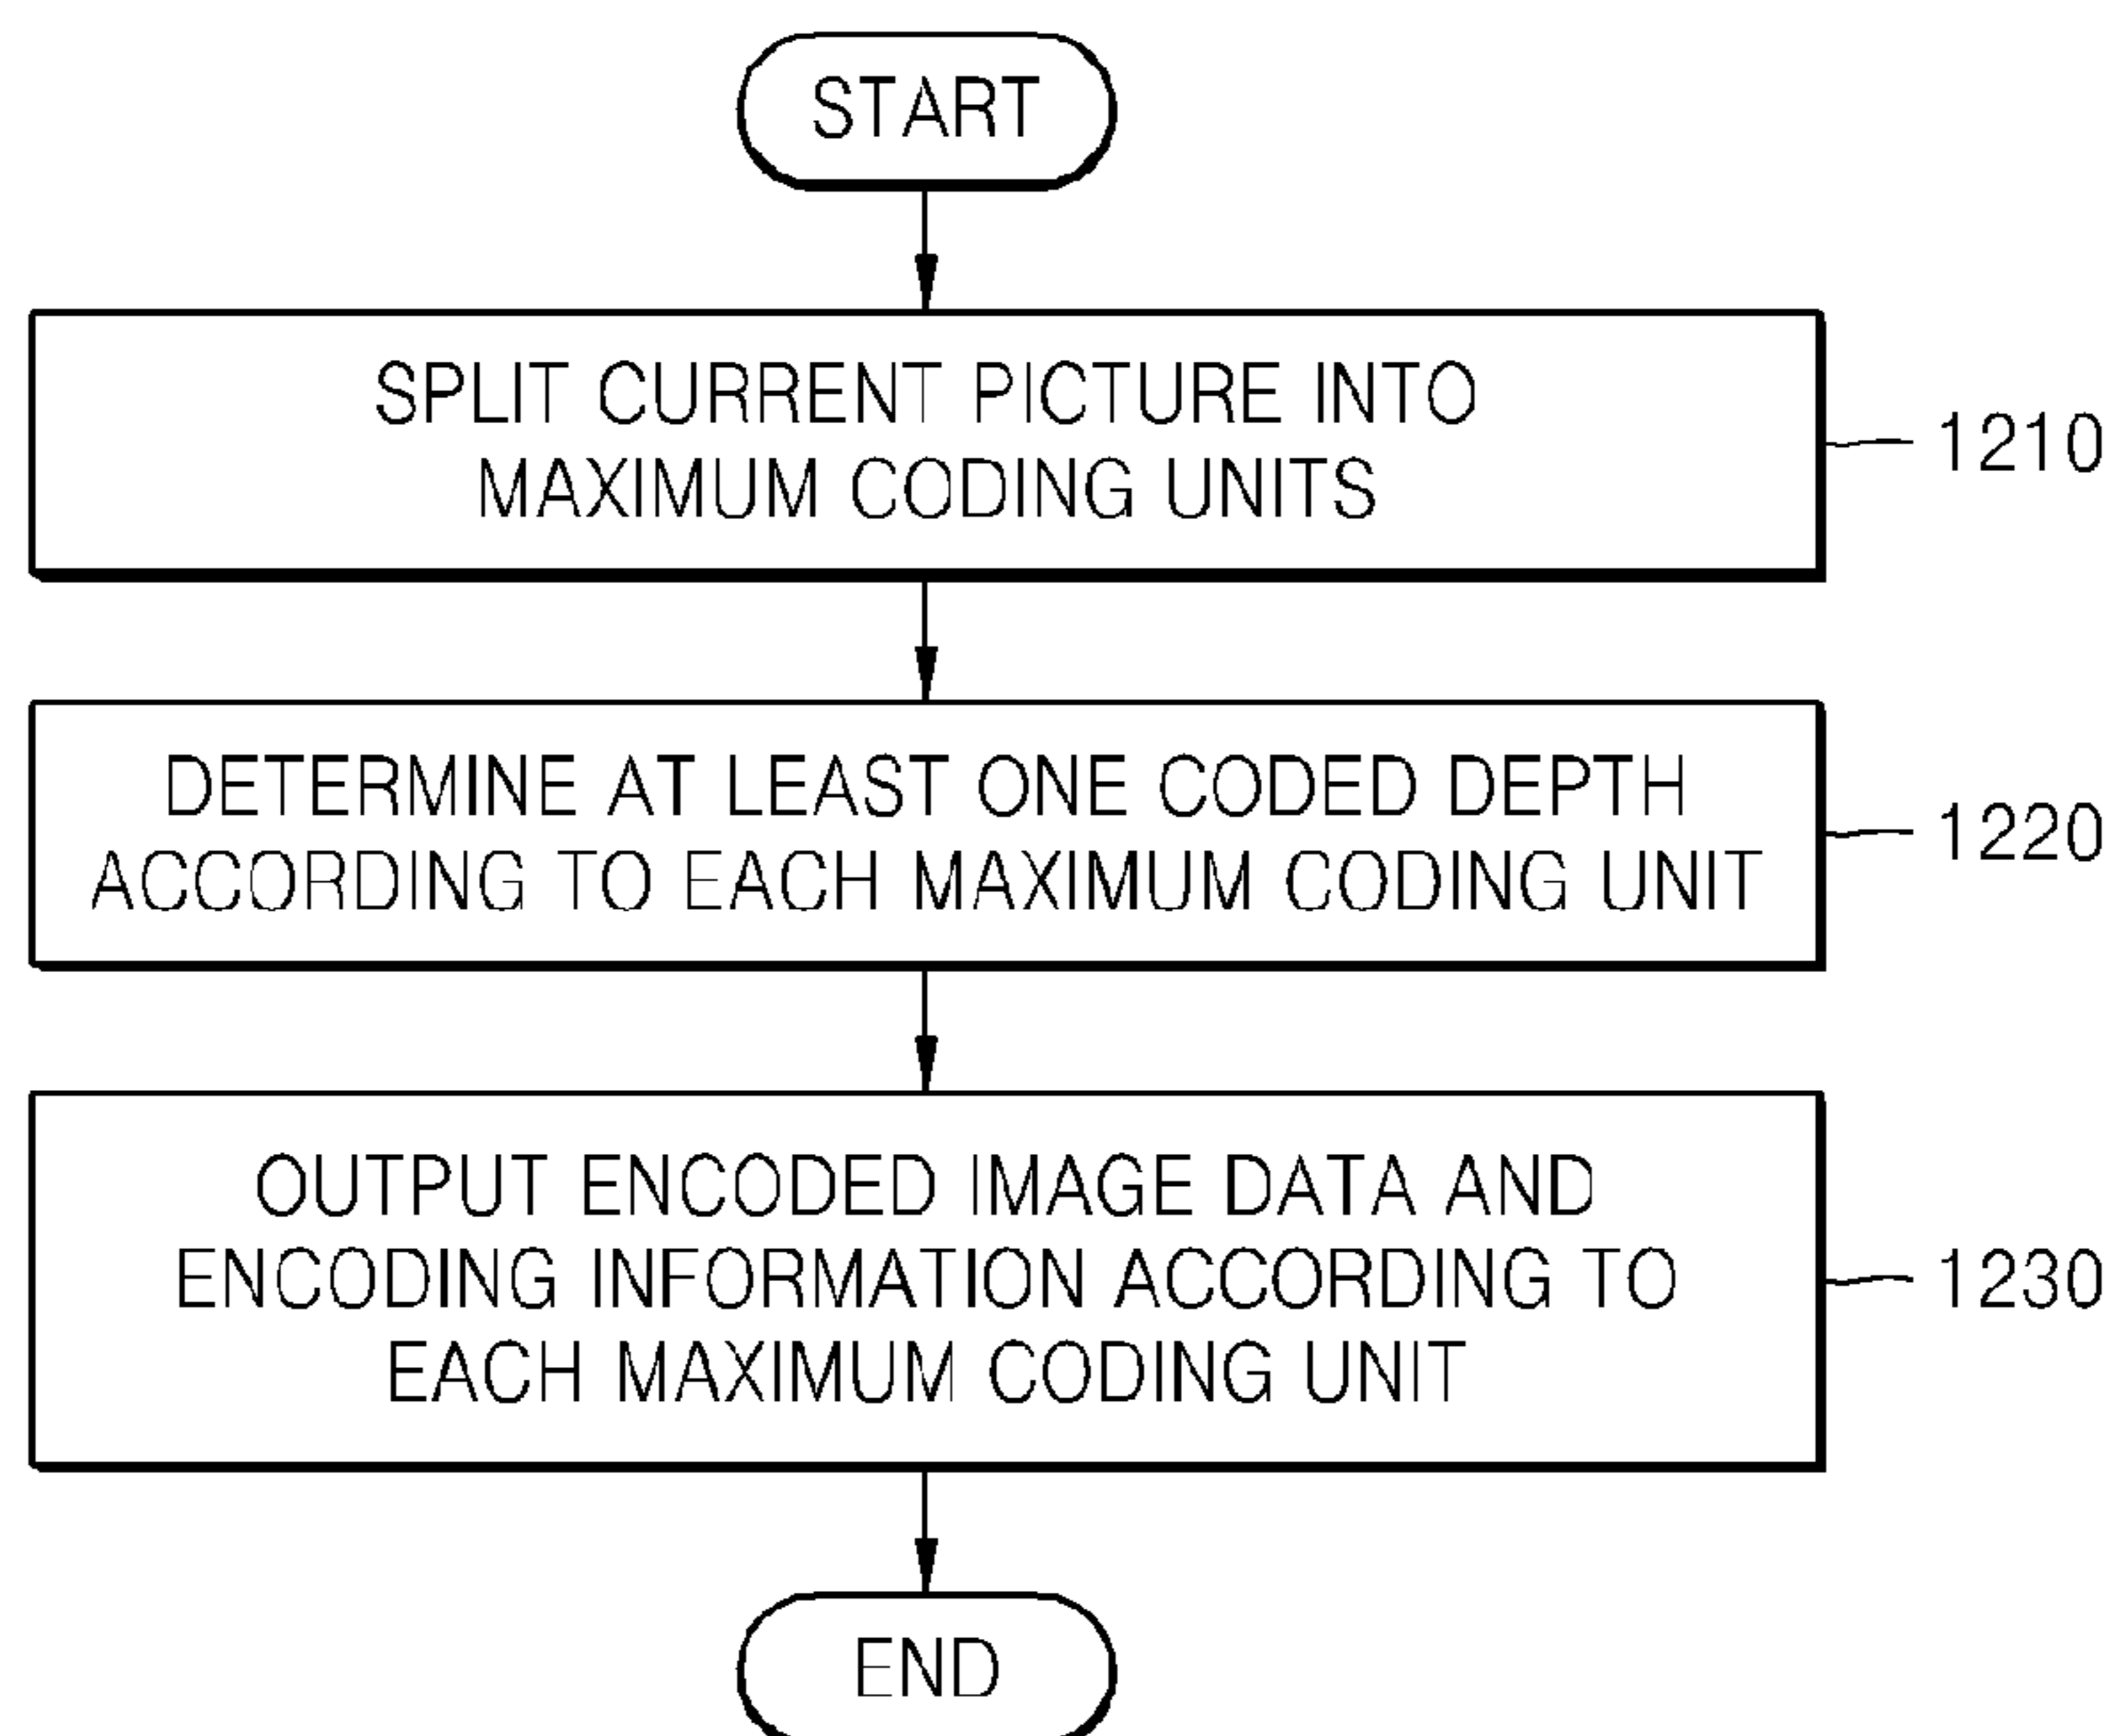 START
SPLIT CURRENT PICTURE INTO
MAXIMUM CODING UNITS
1210
DETERMINE AT LEAST ONE CODED DEPTH
ACCORDING TO EACH MAXIMUM CODING UNIT
1220
OUTPUT ENCODED IMAGE DATA AND
ENCODING INFORMATION ACCORDING TO
EACH MAXIMUM CODING UNIT
1230
END